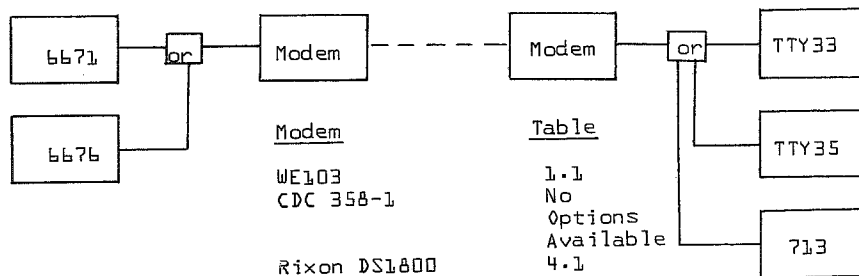 6671 or Modem Modem or TTY33
6676 TTY35
Modem Table
WE103 1.1
CDC 358-1 No
Options
Available 713
Rixon DS1800 4.1